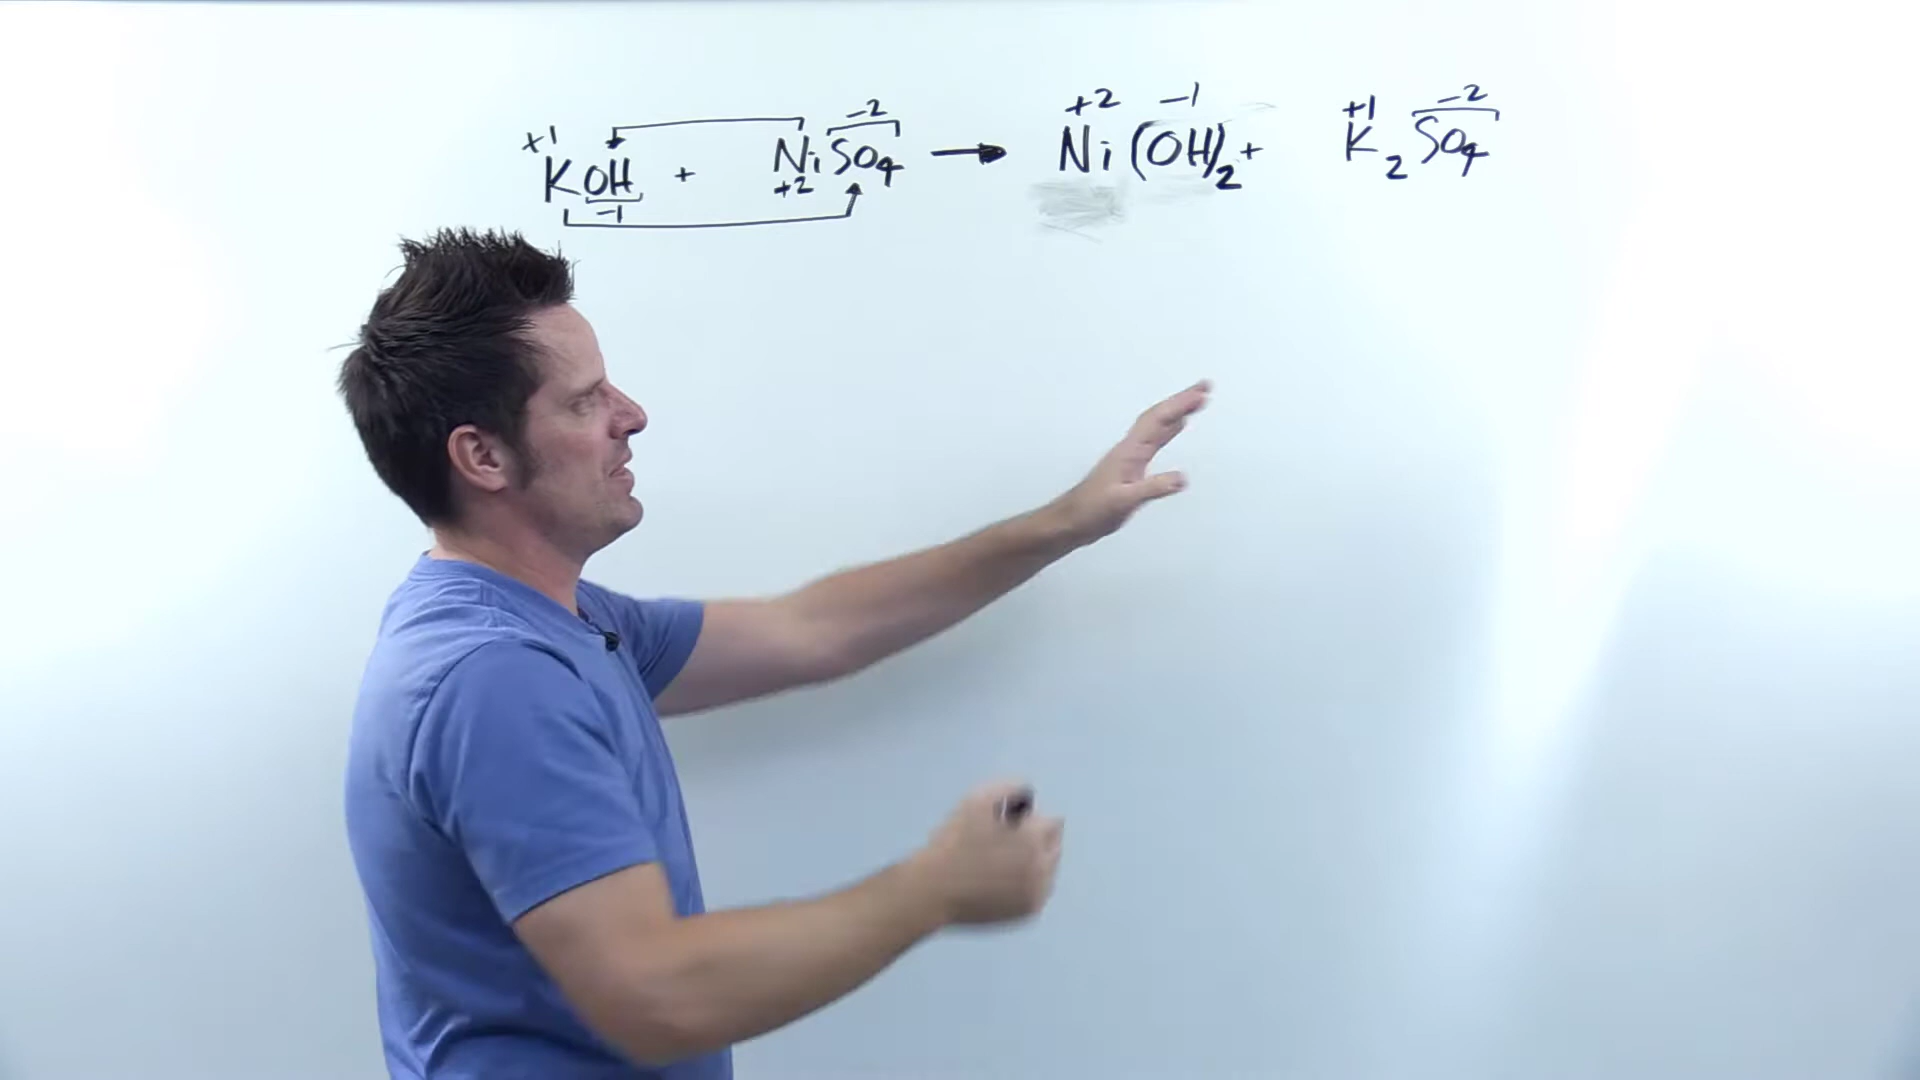 +1 -2 +2 -1 +1 -2
KOH + NiSO4 → Ni(OH)2 + K2SO4
-1 +2